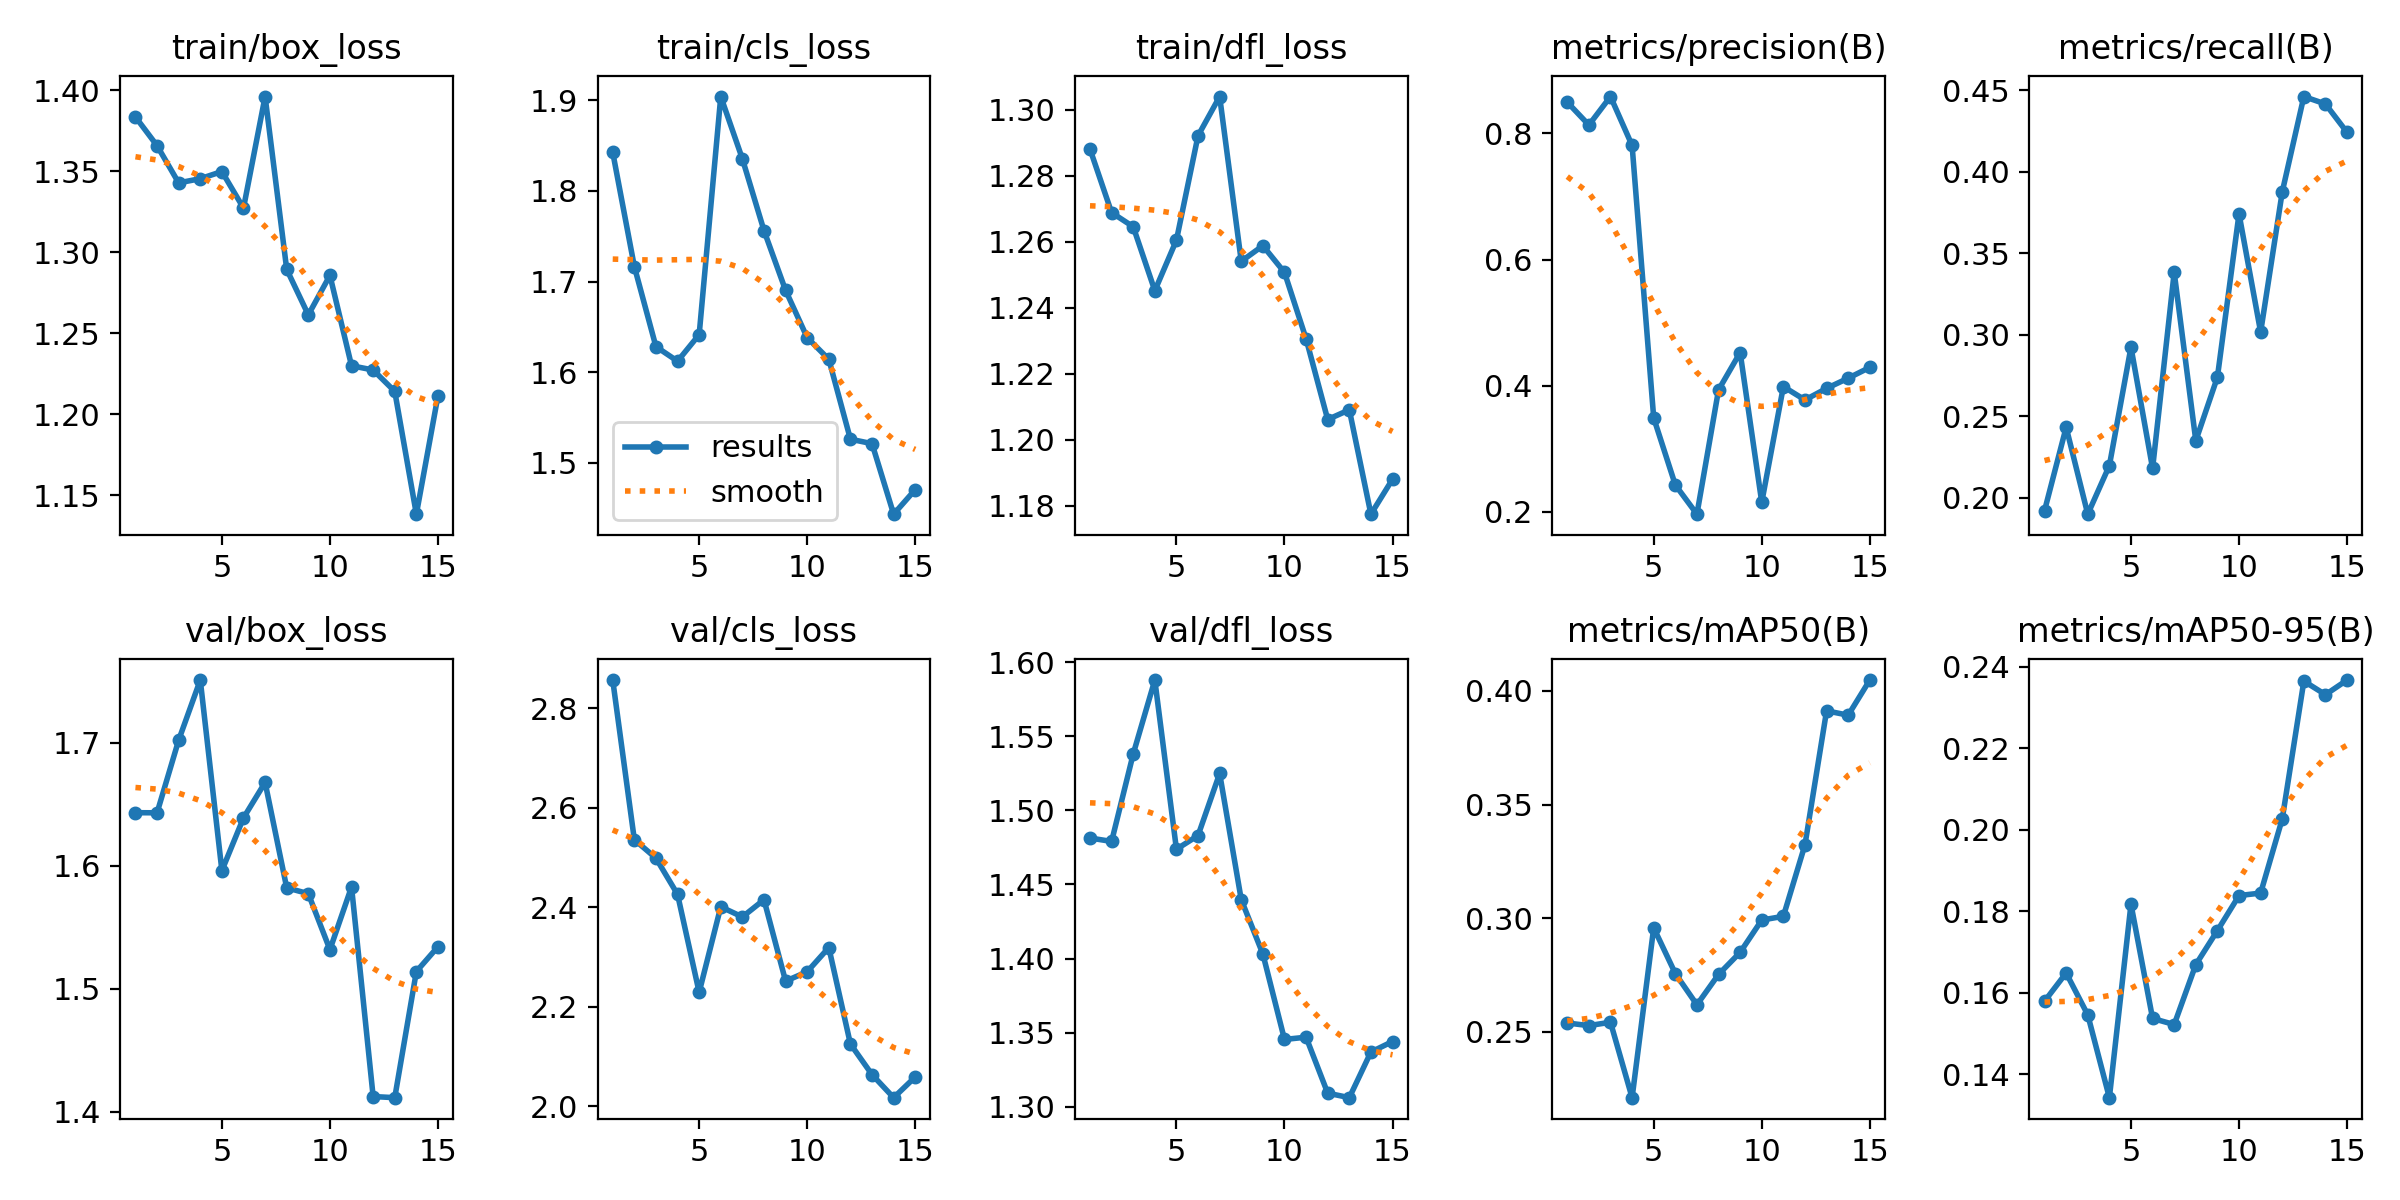 train/box_loss
1.40
1.35
1.30
1.25
1.20
1.15
5 10 15
train/cls_loss
1.9
1.8
1.7
1.6
1.5
results
smooth
5 10 15
train/dfl_loss
1.30
1.28
1.26
1.24
1.22
1.20
1.18
5 10 15
metrics/precision(B)
0.8
0.6
0.4
0.2
5 10 15
metrics/recall(B)
0.45
0.40
0.35
0.30
0.25
0.20
5 10 15
val/box_loss
1.7
1.6
1.5
1.4
5 10 15
val/cls_loss
2.8
2.6
2.4
2.2
2.0
5 10 15
val/dfl_loss
1.60
1.55
1.50
1.45
1.40
1.35
1.30
5 10 15
metrics/mAP50(B)
0.40
0.35
0.30
0.25
5 10 15
metrics/mAP50-95(B)
0.24
0.22
0.20
0.18
0.16
0.14
5 10 15